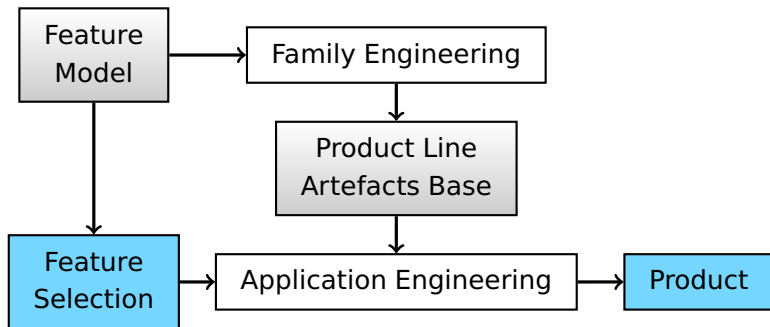 Feature
Model
Family Engineering
Product Line
Artefacts Base
Feature
Selection
Application Engineering
Product